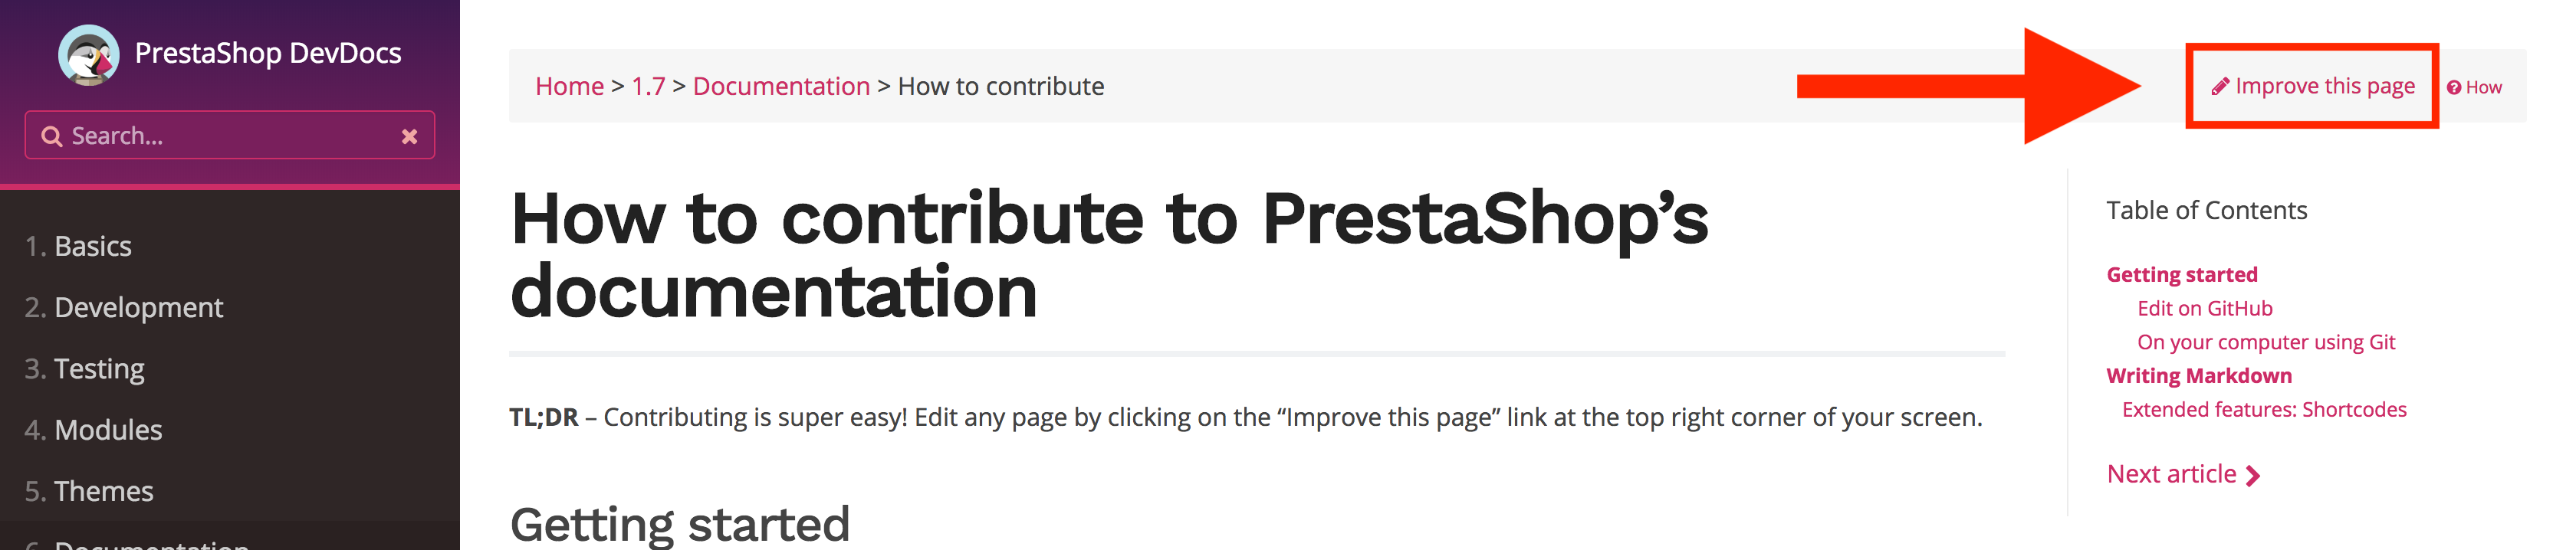 PrestaShop DevDocs
Search...
1. Basics
2. Development
3. Testing
4. Modules
5. Themes
6. Documentation
Home > 1.7 > Documentation > How to contribute
Improve this page
How
How to contribute to PrestaShop’s
documentation
TL;DR – Contributing is super easy! Edit any page by clicking on the “Improve this page” link at the top right corner of your screen.
Getting started
Table of Contents
Getting started
Edit on GitHub
On your computer using Git
Writing Markdown
Extended features: Shortcodes
Next article